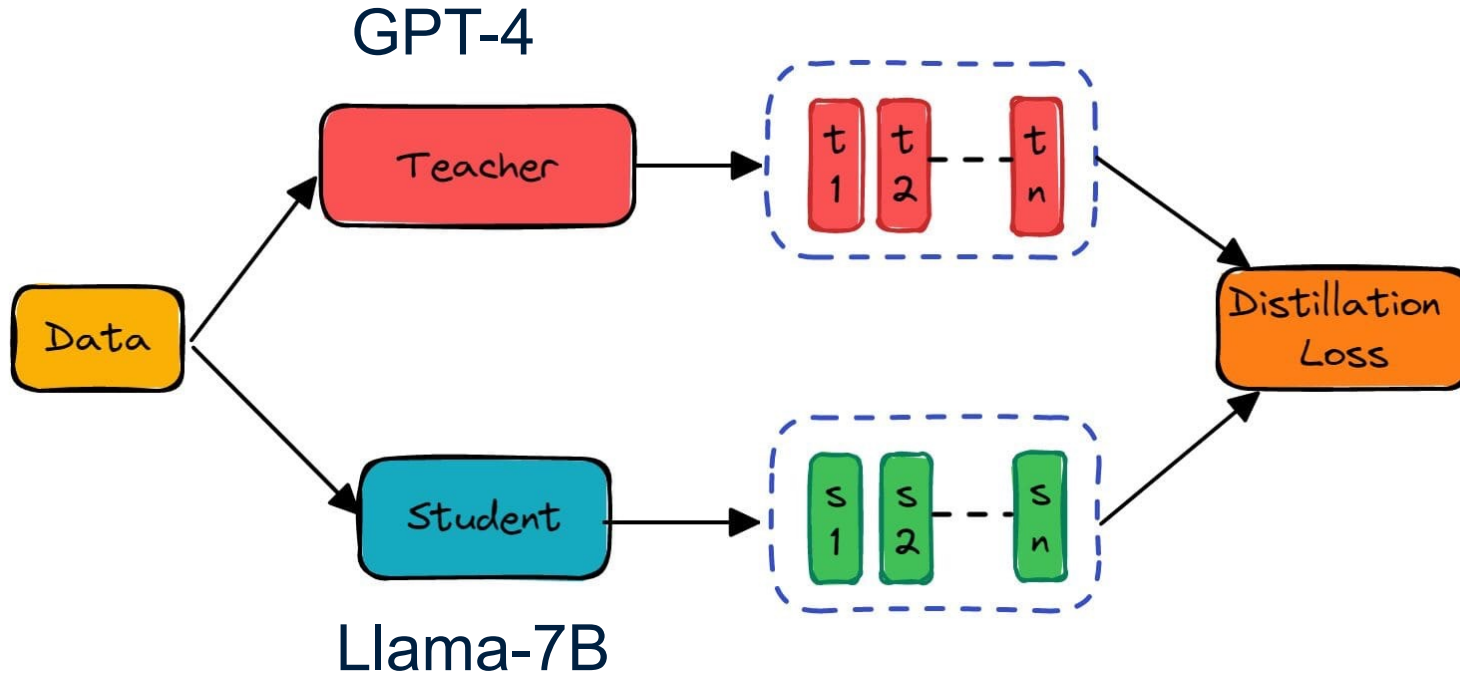 GPT-4
Teacher
t t t
1 2 n
Data
Distillation
Loss
Student
s s s
1 2 n
Llama-7B